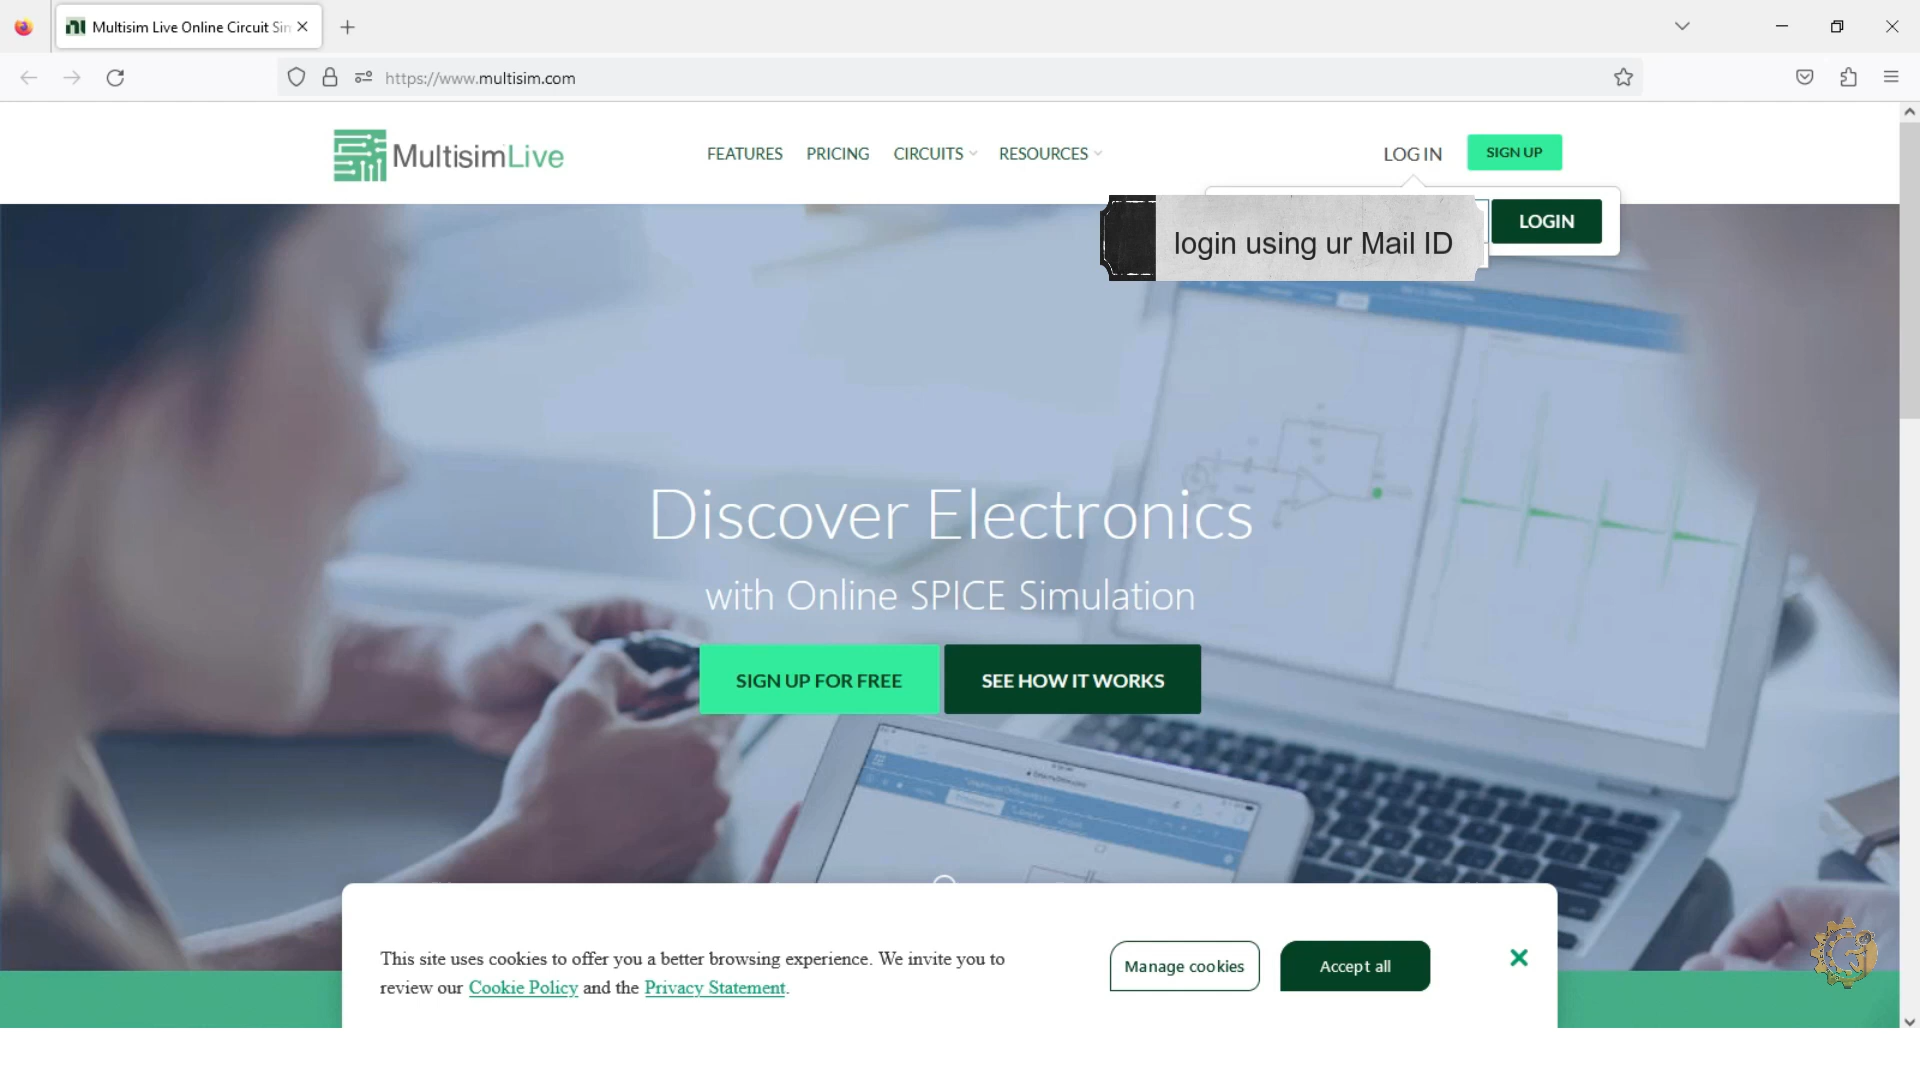 Multisim Live Online Circuit Sim
https://www.multisim.com
MultisimLive
FEATURES
PRICING
CIRCUITS
RESOURCES
LOG IN
SIGN UP
login using ur Mail ID
LOGIN
Discover Electronics
with Online SPICE Simulation
SIGN UP FOR FREE
SEE HOW IT WORKS
This site uses cookies to offer you a better browsing experience. We invite you to
review our Cookie Policy and the Privacy Statement.
Manage cookies
Accept all